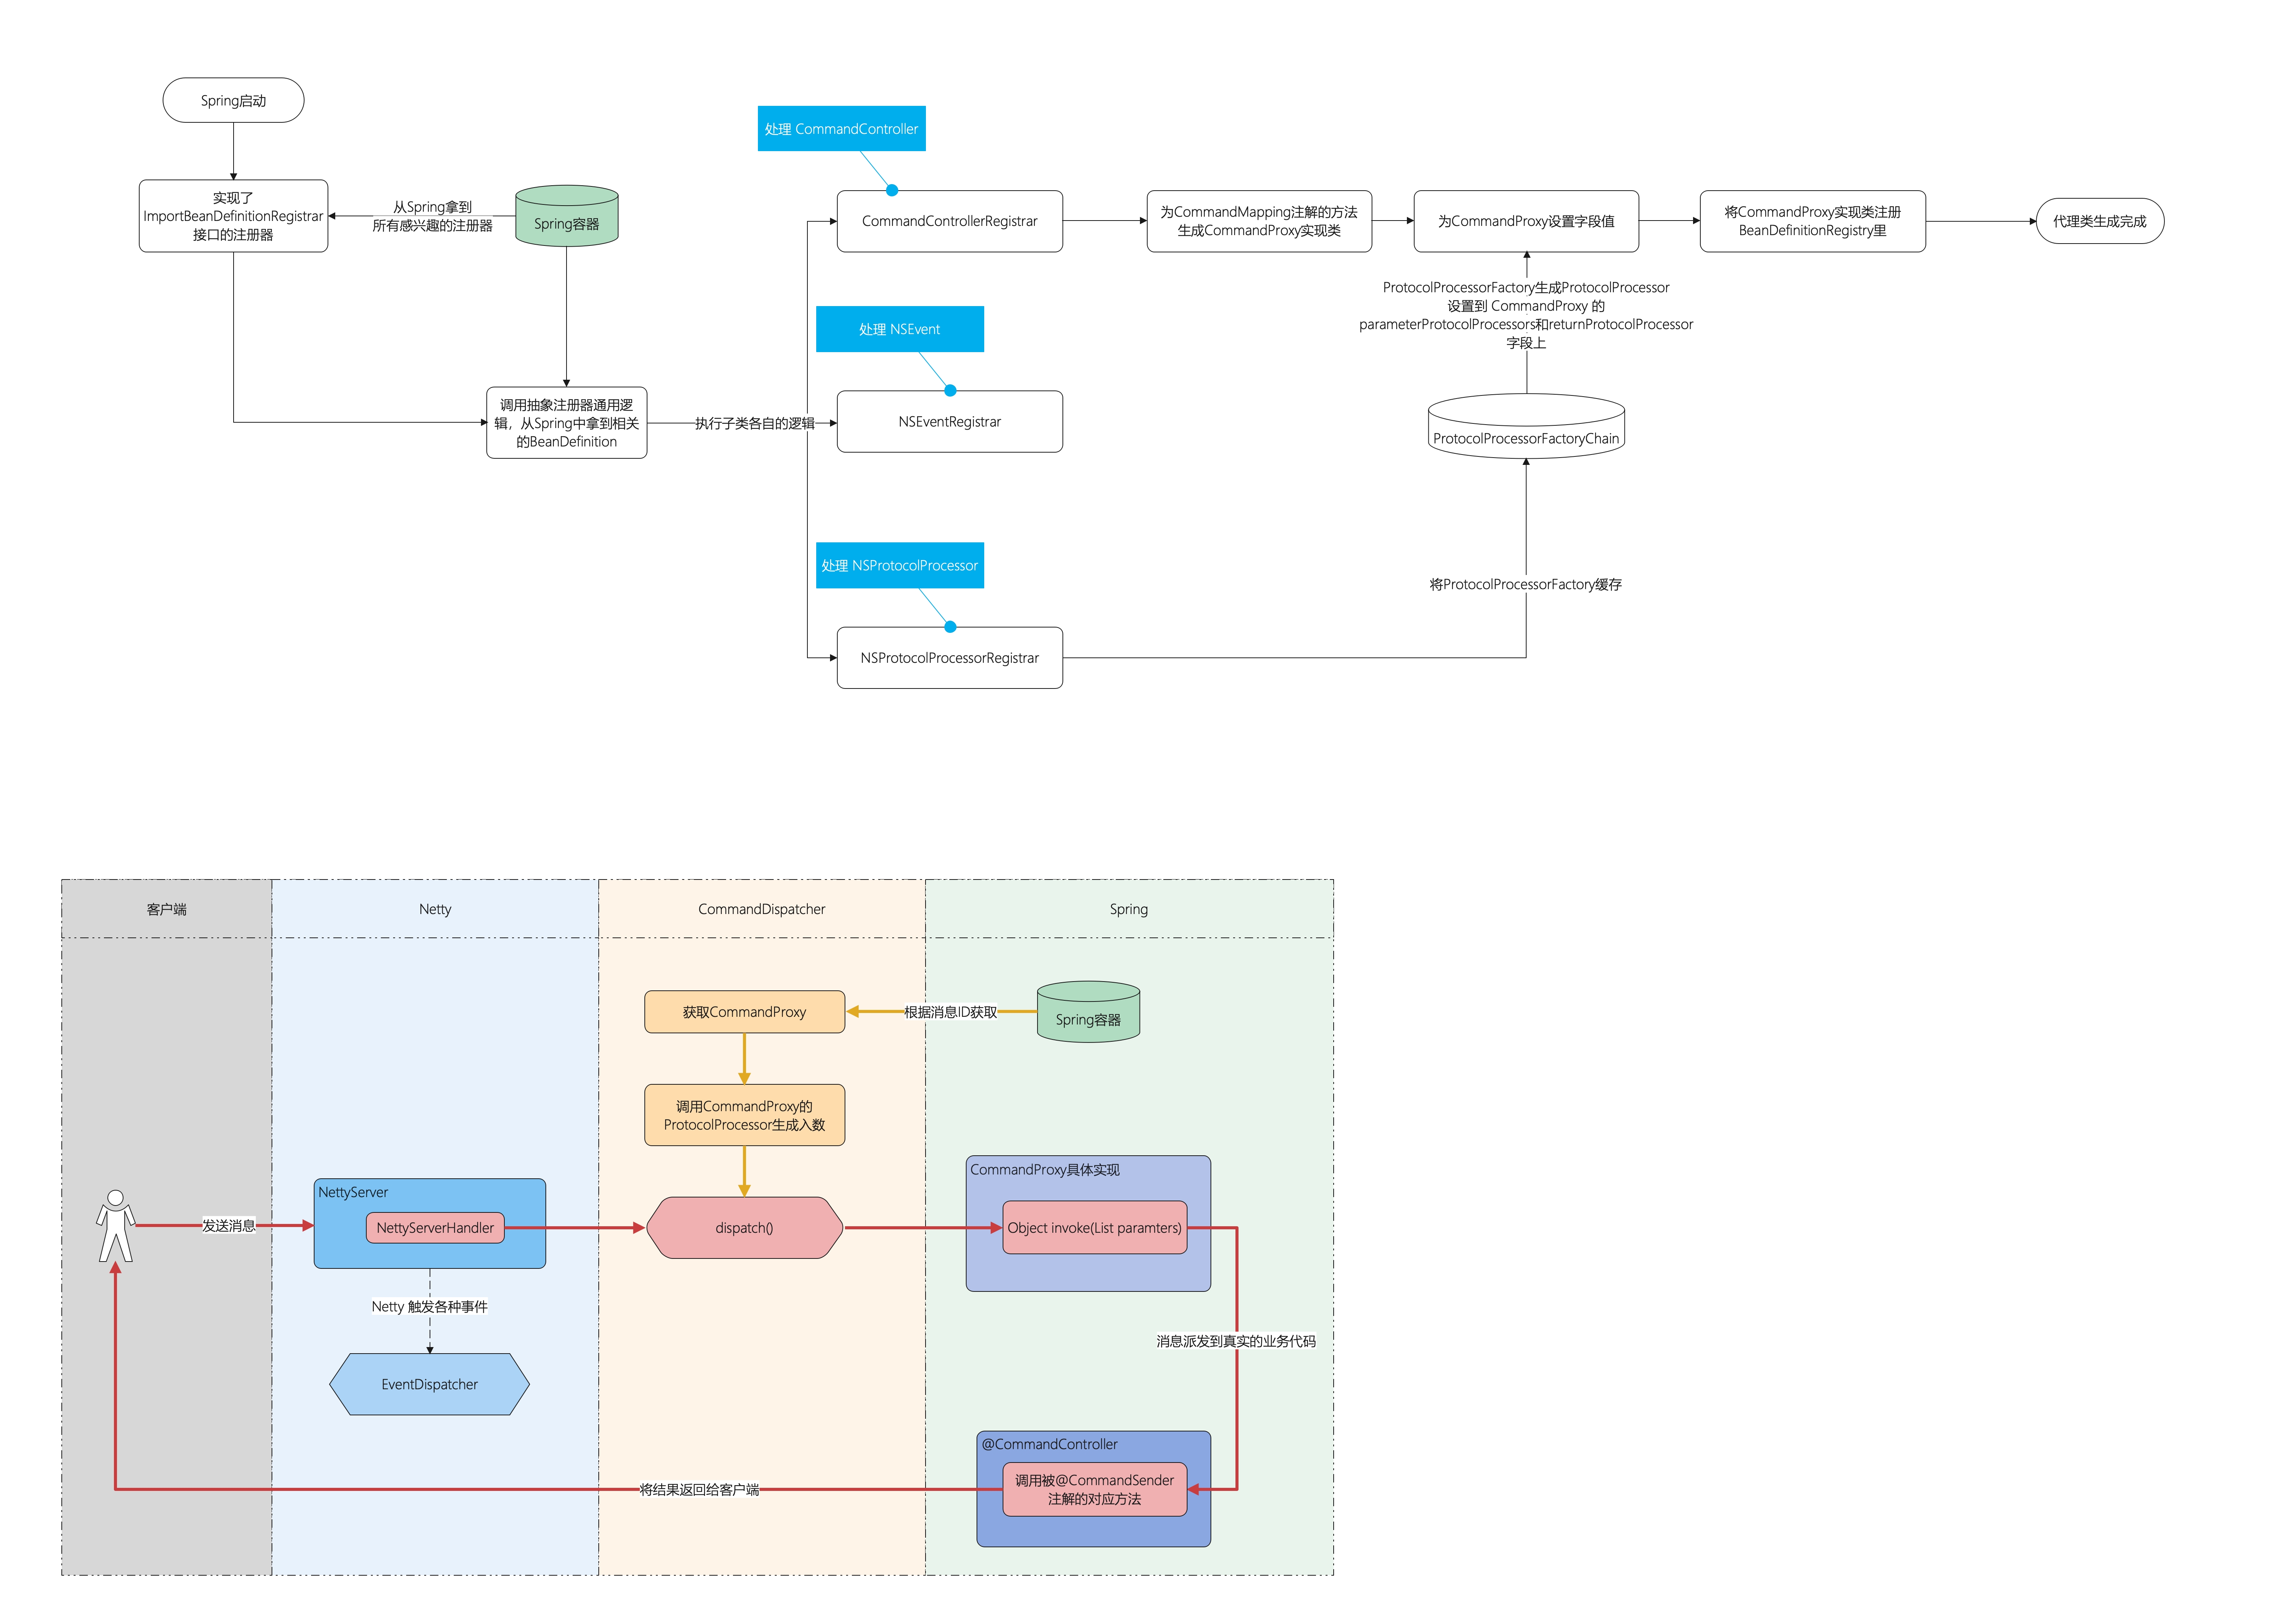 Spring启动
处理 CommandController
实现了
ImportBeanDefinitionRegistrar
接口的注册器
从Spring拿到
所有感兴趣的注册器
Spring容器
CommandControllerRegistrar
为CommandMapping注解的方法
生成CommandProxy实现类
为CommandProxy设置字段值
将CommandProxy实现类注册
BeanDefinitionRegistry里
代理类生成完成
ProtocolProcessorFactory生成ProtocolProcessor
设置到 CommandProxy 的
parameterProtocolProcessors和returnProtocolProcessor
字段上
处理 NSEvent
调用抽象注册器通用逻
辑，从Spring中拿到相关
的BeanDefinition
执行子类各自的逻辑
NSEventRegistrar
ProtocolProcessorFactoryChain
处理 NSProtocolProcessor
将ProtocolProcessorFactory缓存
NSProtocolProcessorRegistrar
客户端
Netty
CommandDispatcher
Spring
获取CommandProxy
根据消息ID获取
Spring容器
调用CommandProxy的
ProtocolProcessor生成入数
CommandProxy具体实现
NettyServer
发送消息
NettyServerHandler
dispatch()
Object invoke(List paramters)
Netty 触发各种事件
消息派发到真实的业务代码
EventDispatcher
@CommandController
调用被@CommandSender
注解的对应方法
将结果返回给客户端